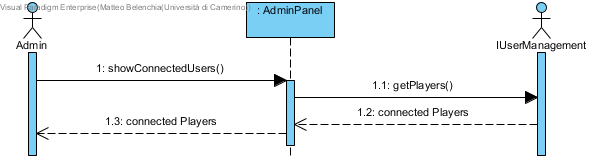 Visual Paradigm Enterprise(Matteo Belenchia(Università di Camerino))
: AdminPanel
Admin
IUserManagement
1: showConnectedUsers()
1.1: getPlayers()
1.2: connected Players
1.3: connected Players